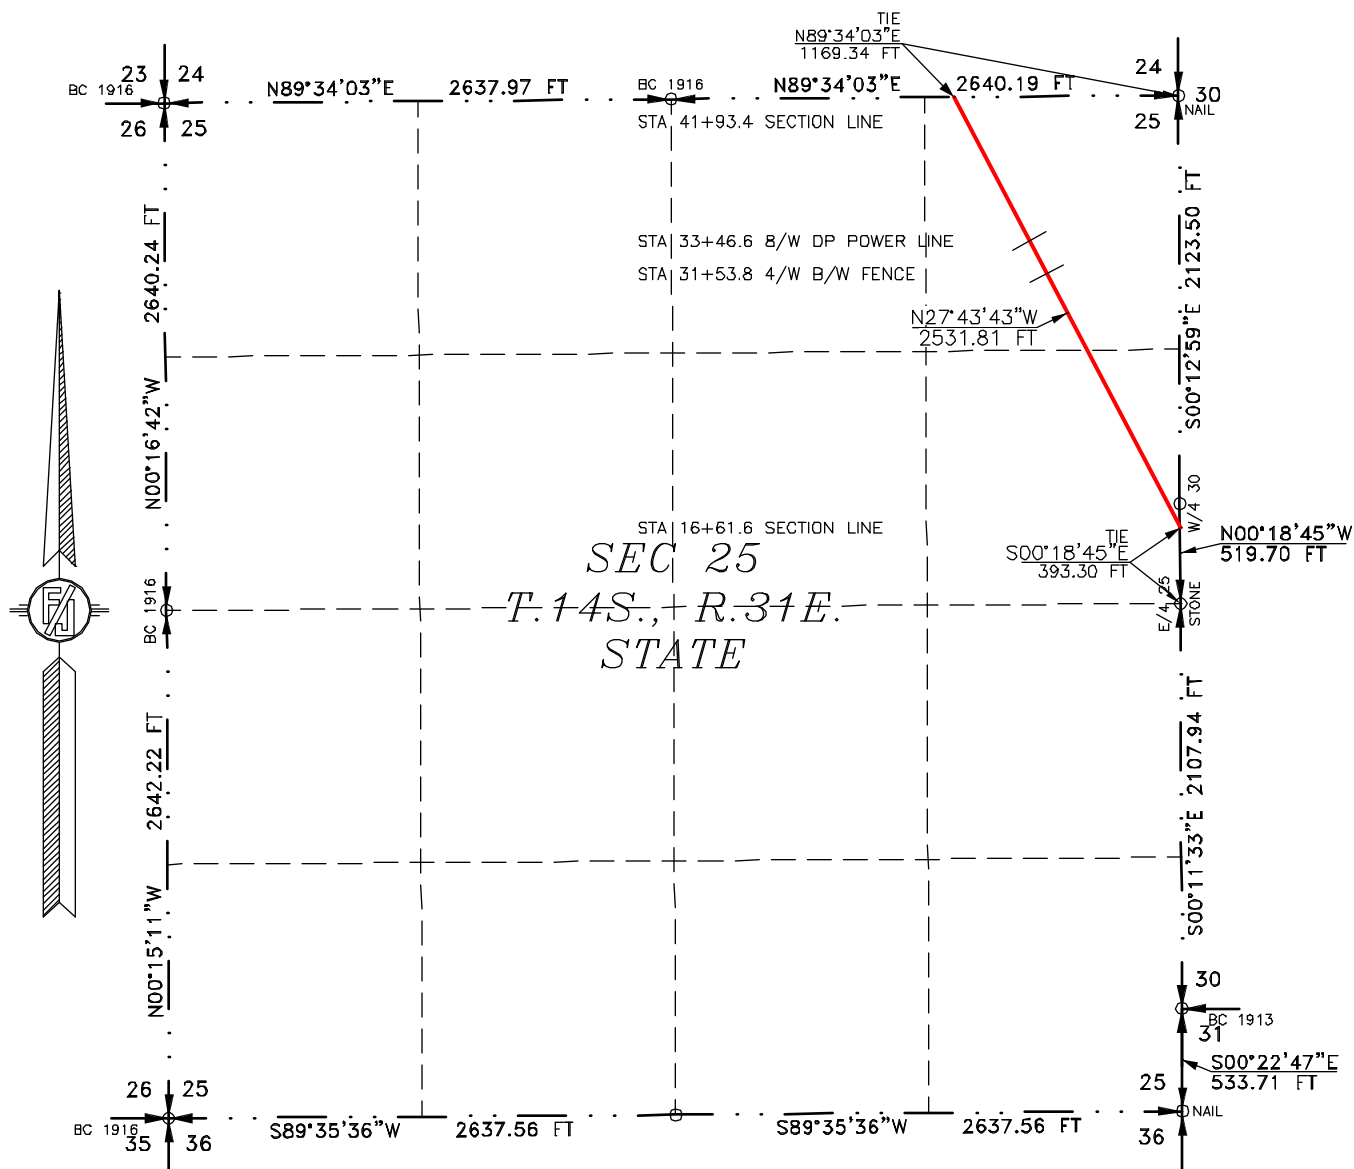 TIE
N89°34'03"E
1169.34 FT
23 24
BC 1916
26 25
N89°34'03"E 2637.97 FT
BC 1916
N89°34'03"E 2640.19 FT
24
30
NAIL
25
STA 41+93.4 SECTION LINE
STA 33+46.6 8/W DP POWER LINE
STA 31+53.8 4/W B/W FENCE
N27°43'43"W
2531.81 FT
N00°16'42"W 2640.24 FT
S00°12'59"E 2123.50 FT
W/4 30
STA 16+61.6 SECTION LINE
TIE
S00°18'45"E
393.30 FT
N00°18'45"W
519.70 FT
SEC 25
T.14S., R.31E.
STATE
BC 1916
E/4 25
STONE
N00°15'11"W 2642.22 FT
S00°11'33"E 2107.94 FT
30
BC 1913
31
S00°22'47"E
533.71 FT
26 25
BC 1916
35 36
S89°35'36"W 2637.56 FT
S89°35'36"W 2637.56 FT
25
NAIL
36